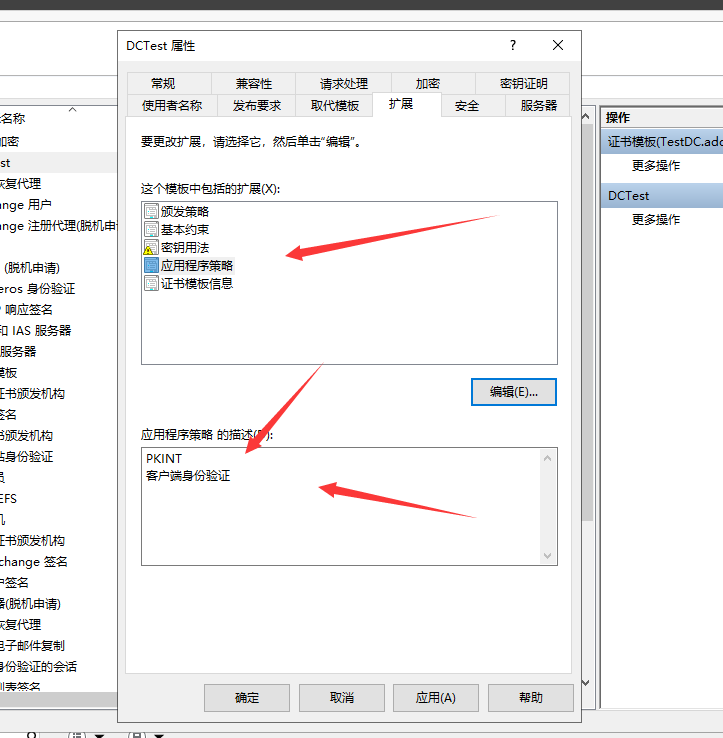 DCTest 属性
?
常规 兼容性 请求处理 加密 密钥证明
使用者名称 发布要求 取代模板 扩展 安全 服务器
要更改扩展，请选择它，然后单击“编辑”。
这个模板中包括的扩展(X):
颁发策略
基本约束
密钥用法
应用程序策略
证书模板信息
编辑(E)...
应用程序策略 的描述
PKINT
客户端身份验证
确定 取消 应用(A) 帮助
名称
加密
st
恢复代理
ange 用户
ange 注册代理(脱机申
(脱机申请)
eros 身份验证
响应签名
和 IAS 服务器
服务器
模板
证书颁发机构
签名
书颁发机构
站身份验证
员
EFS
机
证书颁发机构
change 签名
户签名
器(脱机申请)
恢复代理
电子邮件复制
身份验证的会话
列表签名
操作
证书模板(TestDC.adc
更多操作
DCTest
更多操作